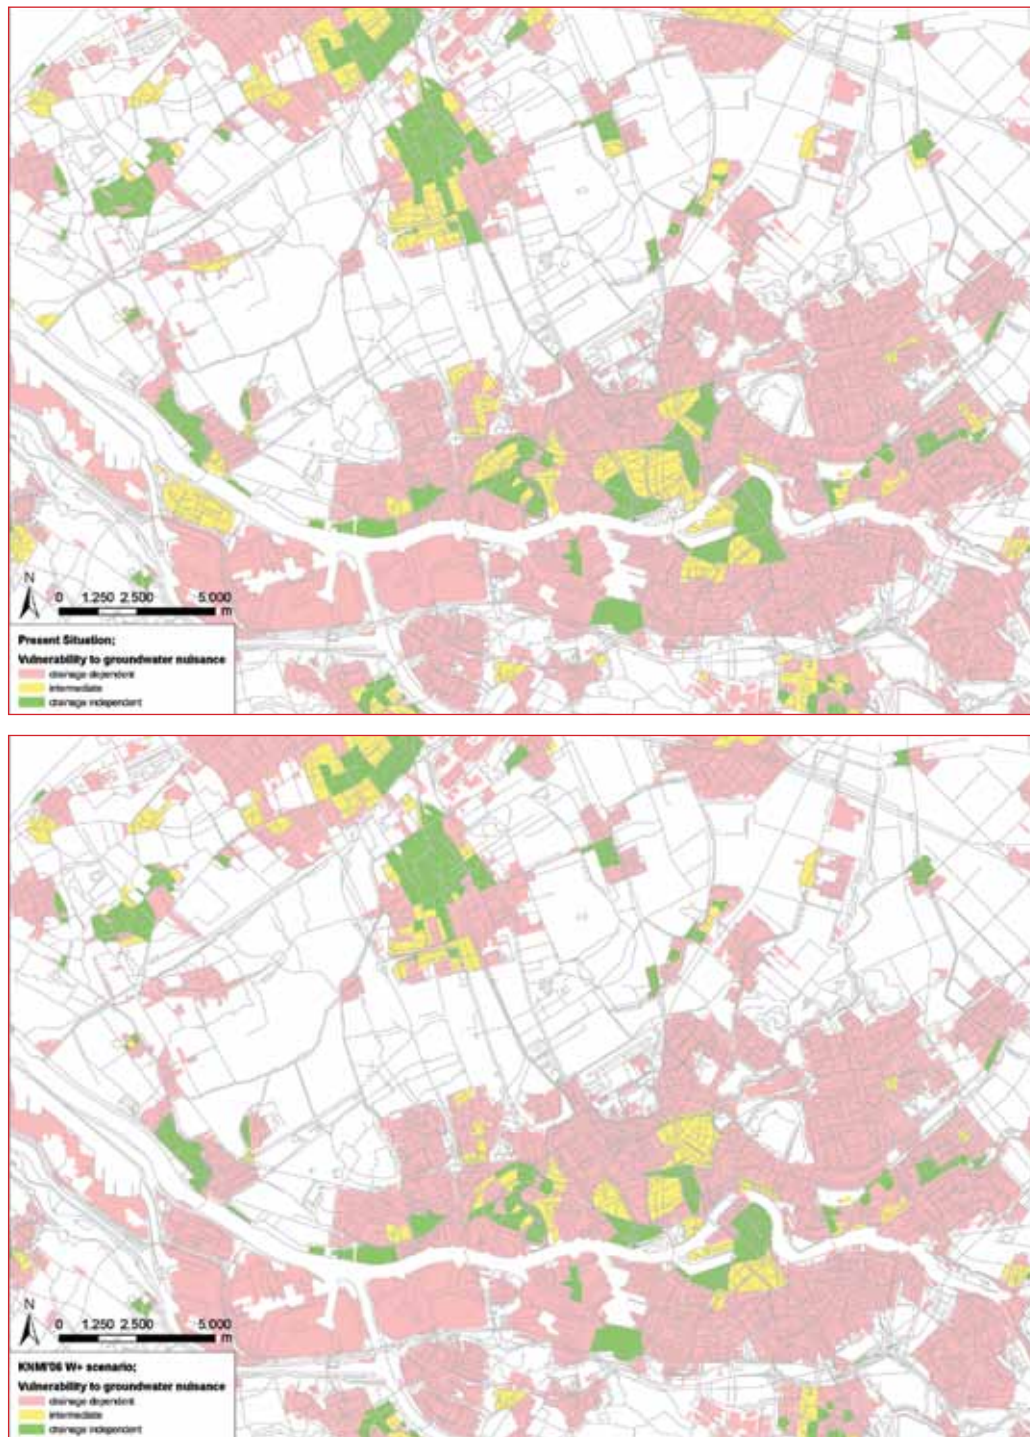 N
0 1.250 2.500 5.000
m
Present Situation;
Vulnerability to groundwater nuisance
drainage dependent
intermediate
drainage independent
N
0 1.250 2.500 5.000
m
KNMI'06 W+ scenario;
Vulnerability to groundwater nuisance
drainage dependent
intermediate
drainage independent